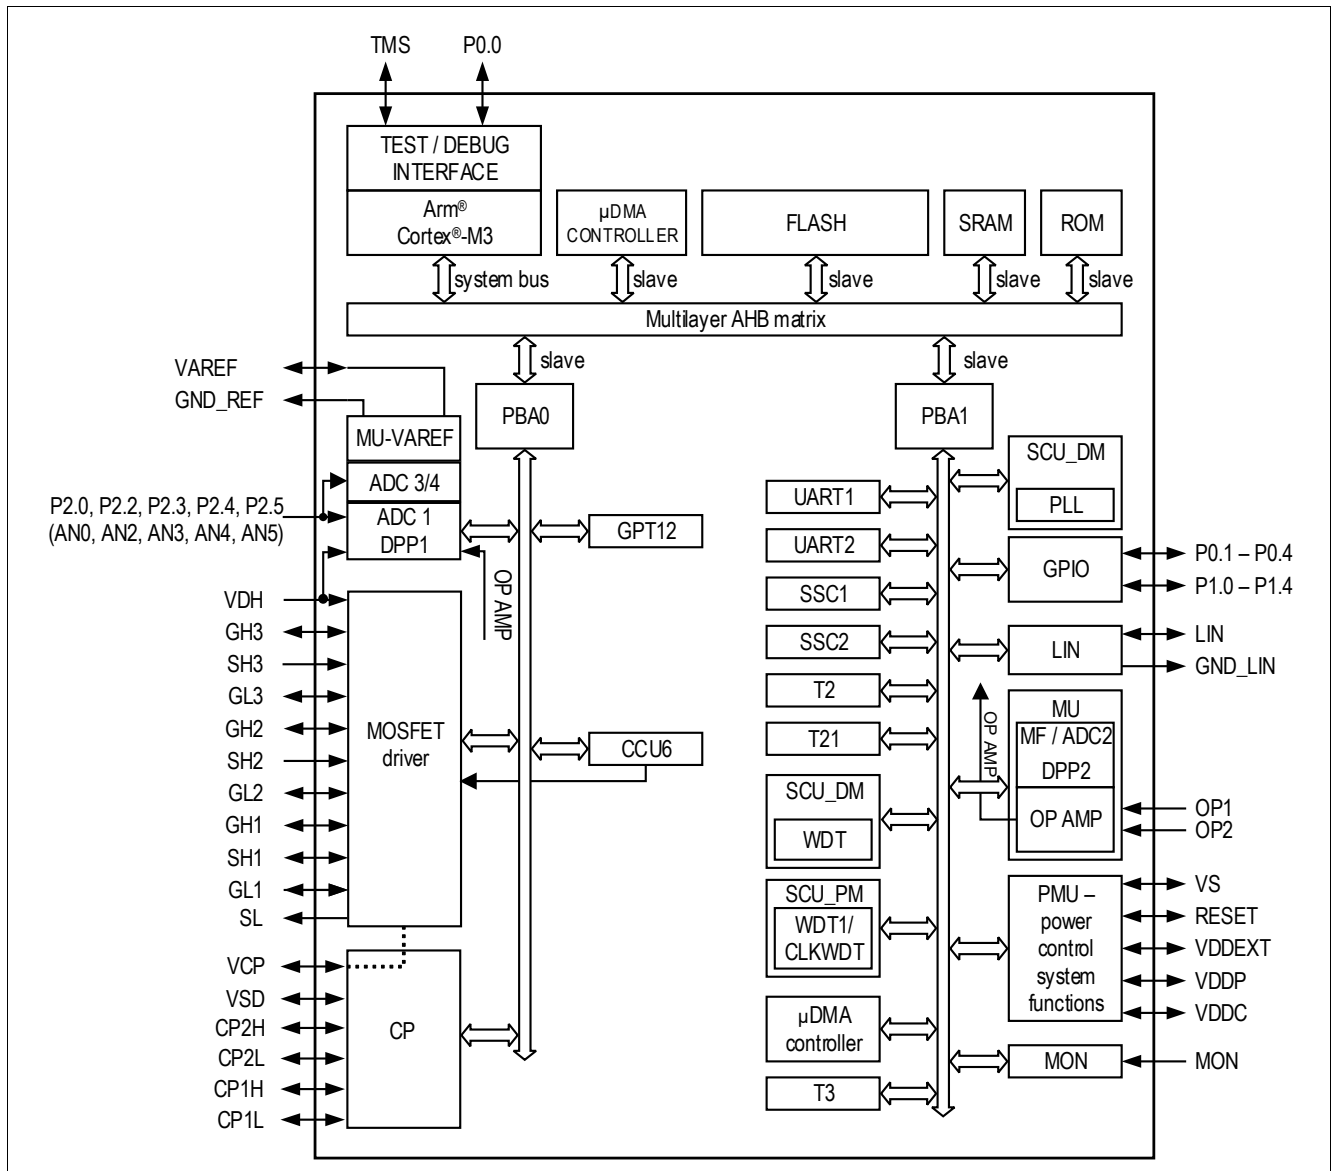 TMS
P0.0
TEST / DEBUG
INTERFACE
Arm®
Cortex®-M3
µDMA
CONTROLLER
FLASH
SRAM
ROM
system bus
slave
slave
slave
slave
Multilayer AHB matrix
slave
slave
VAREF
GND_REF
PBA0
PBA1
MU-VAREF
ADC 3/4
ADC 1
DPP1
P2.0, P2.2, P2.3, P2.4, P2.5
(AN0, AN2, AN3, AN4, AN5)
GPT12
OP AMP
VDH
GH3
SH3
GL3
GH2
SH2
GL2
GH1
SH1
GL1
SL
MOSFET
driver
CCU6
VCP
VSD
CP2H
CP2L
CP1H
CP1L
CP
UART1
UART2
SSC1
SSC2
T2
T21
SCU_DM
WDT
SCU_PM
WDT1/
CLKWDT
µDMA
controller
T3
SCU_DM
PLL
GPIO
P0.1 – P0.4
P1.0 – P1.4
LIN
LIN
GND_LIN
OP AMP
MU
MF / ADC2
DPP2
OP AMP
OP1
OP2
PMU –
power
control
system
functions
VS
RESET
VDDEXT
VDDP
VDDC
MON
MON